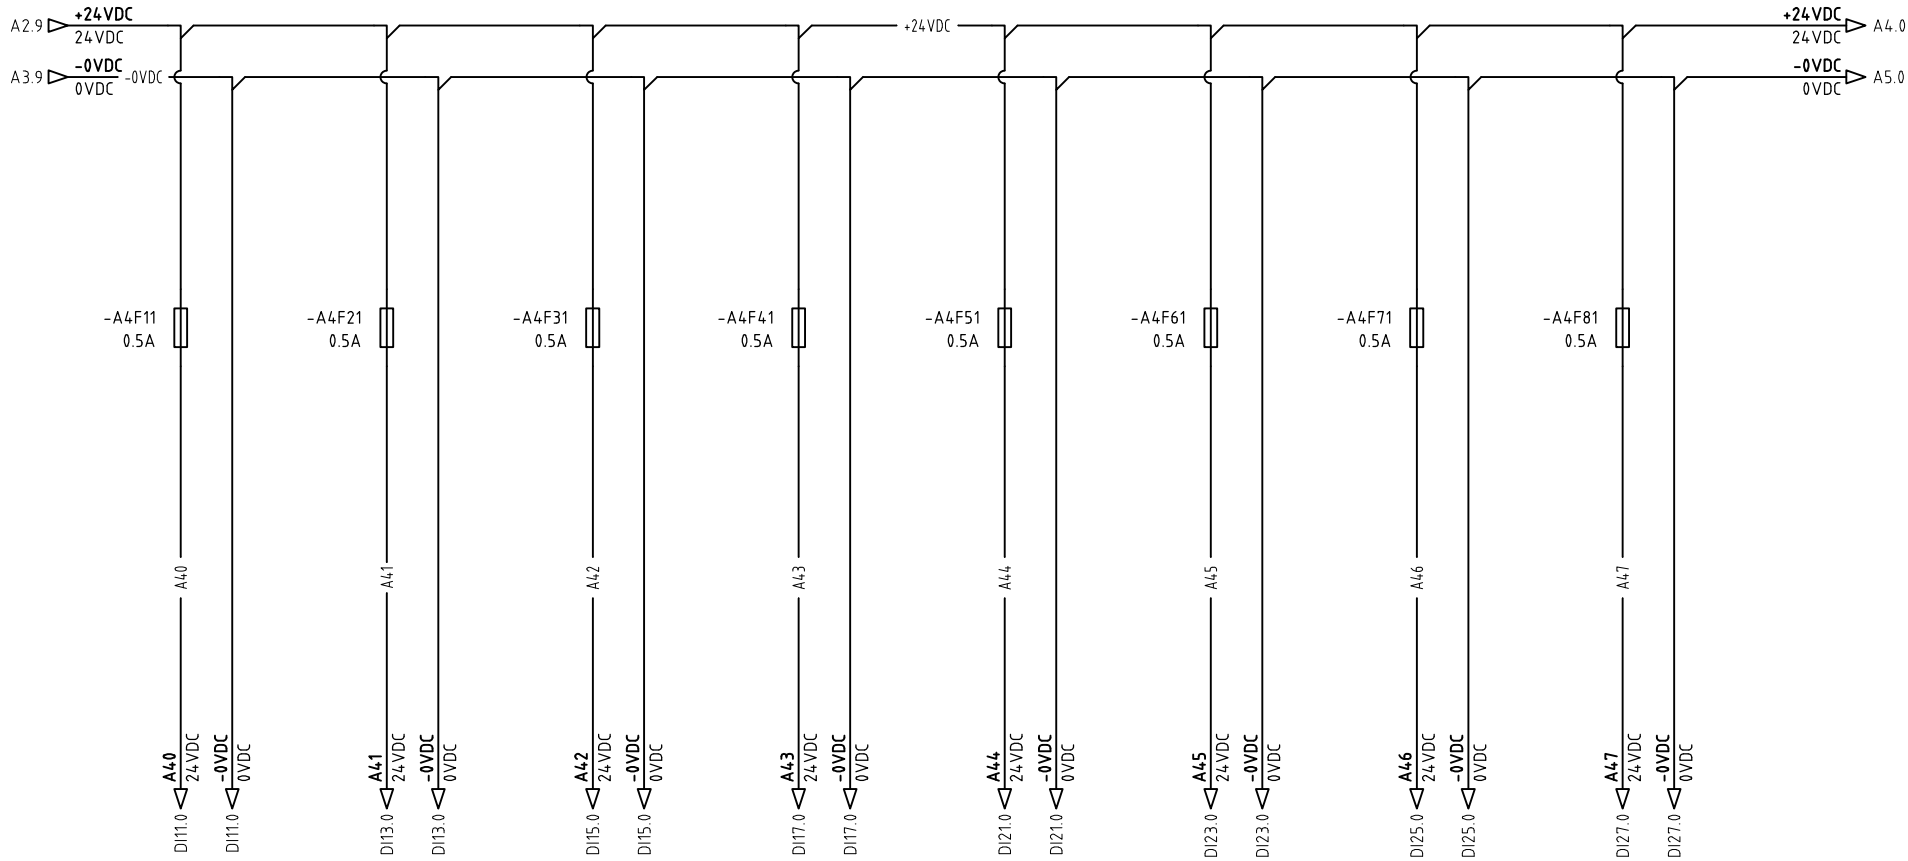 A2.9
+24VDC
24VDC
+24VDC
+24VDC
24VDC
A4.0
A3.9
-0VDC
0VDC
-0VDC
-0VDC
0VDC
A5.0
-A4F11
0.5A
-A4F21
0.5A
-A4F31
0.5A
-A4F41
0.5A
-A4F51
0.5A
-A4F61
0.5A
-A4F71
0.5A
-A4F81
0.5A
A40
A41
A42
A43
A44
A45
A46
A47
A40
24VDC
-0VDC
0VDC
A41
24VDC
-0VDC
0VDC
A42
24VDC
-0VDC
0VDC
A43
24VDC
-0VDC
0VDC
A44
24VDC
-0VDC
0VDC
A45
24VDC
-0VDC
0VDC
A46
24VDC
-0VDC
0VDC
A47
24VDC
-0VDC
0VDC
DI11.0
DI11.0
DI13.0
DI13.0
DI15.0
DI15.0
DI17.0
DI17.0
DI21.0
DI21.0
DI23.0
DI23.0
DI25.0
DI25.0
DI27.0
DI27.0